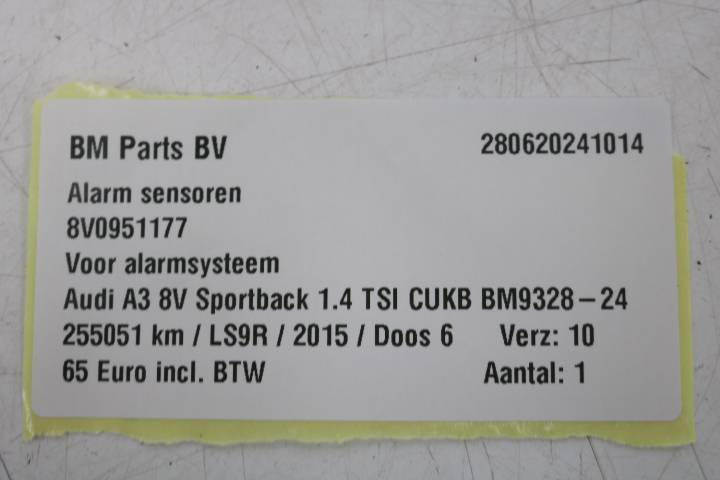 BM Parts BV 280620241014
Alarm sensoren
8V0951177
Voor alarmsysteem
Audi A3 8V Sportback 1.4 TSI CUKB BM9328-24
255051 km / LS9R / 2015 / Doos 6 Verz: 10
65 Euro incl. BTW Aantal: 1